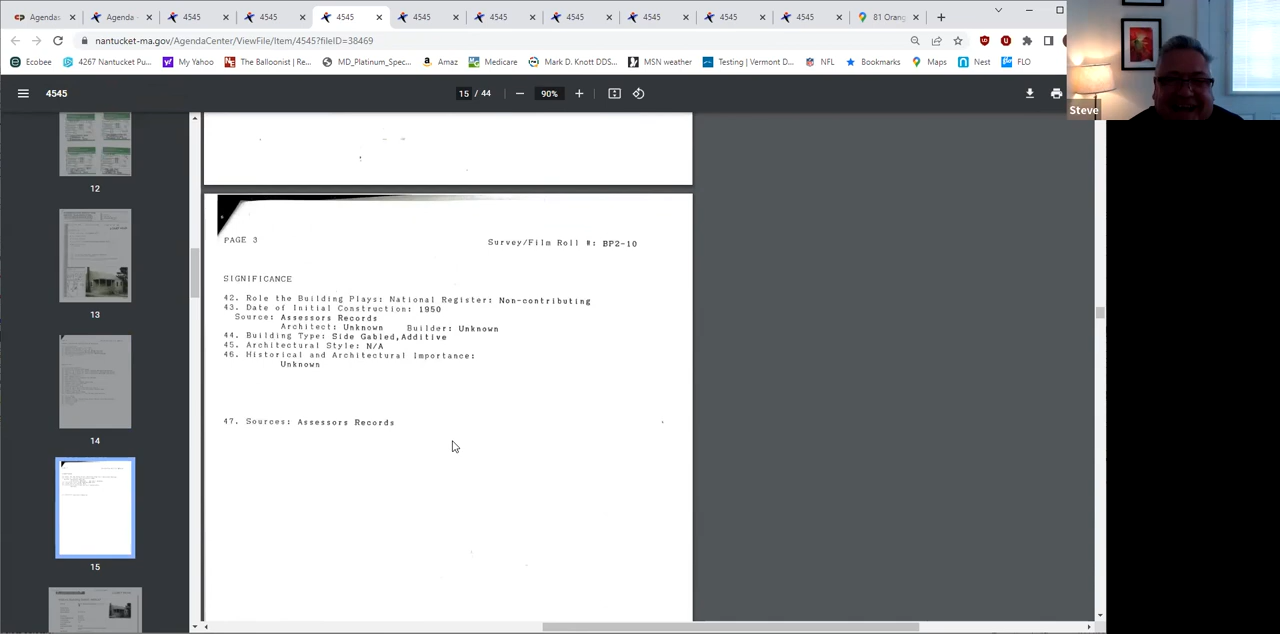 Agendas
Agenda -
4545
4545
4545
4545
4545
4545
4545
4545
4545
81 Orang
nantucket-ma.gov/AgendaCenter/ViewFile/Item/4545?fileID=38469
Ecobee
4267 Nantucket Pu...
My Yahoo
The Balloonist | Re...
MD_Platinum_Spec...
Amaz
Medicare
Mark D. Knott DDS...
MSN weather
Testing | Vermont D...
NFL
Bookmarks
Maps
Nest
FLO
4545
15 / 44
90%
Steve
12
13
14
15
PAGE 3
Survey/Film Roll #: BP2-10
SIGNIFICANCE
42. Role the Building Plays: National Register: Non-contributing
43. Date of Initial Construction: 1950
Source: Assessors Records
Architect: Unknown Builder: Unknown
44. Building Type: Side Gabled,Additive
45. Architectural Style: N/A
46. Historical and Architectural Importance:
Unknown
47. Sources: Assessors Records